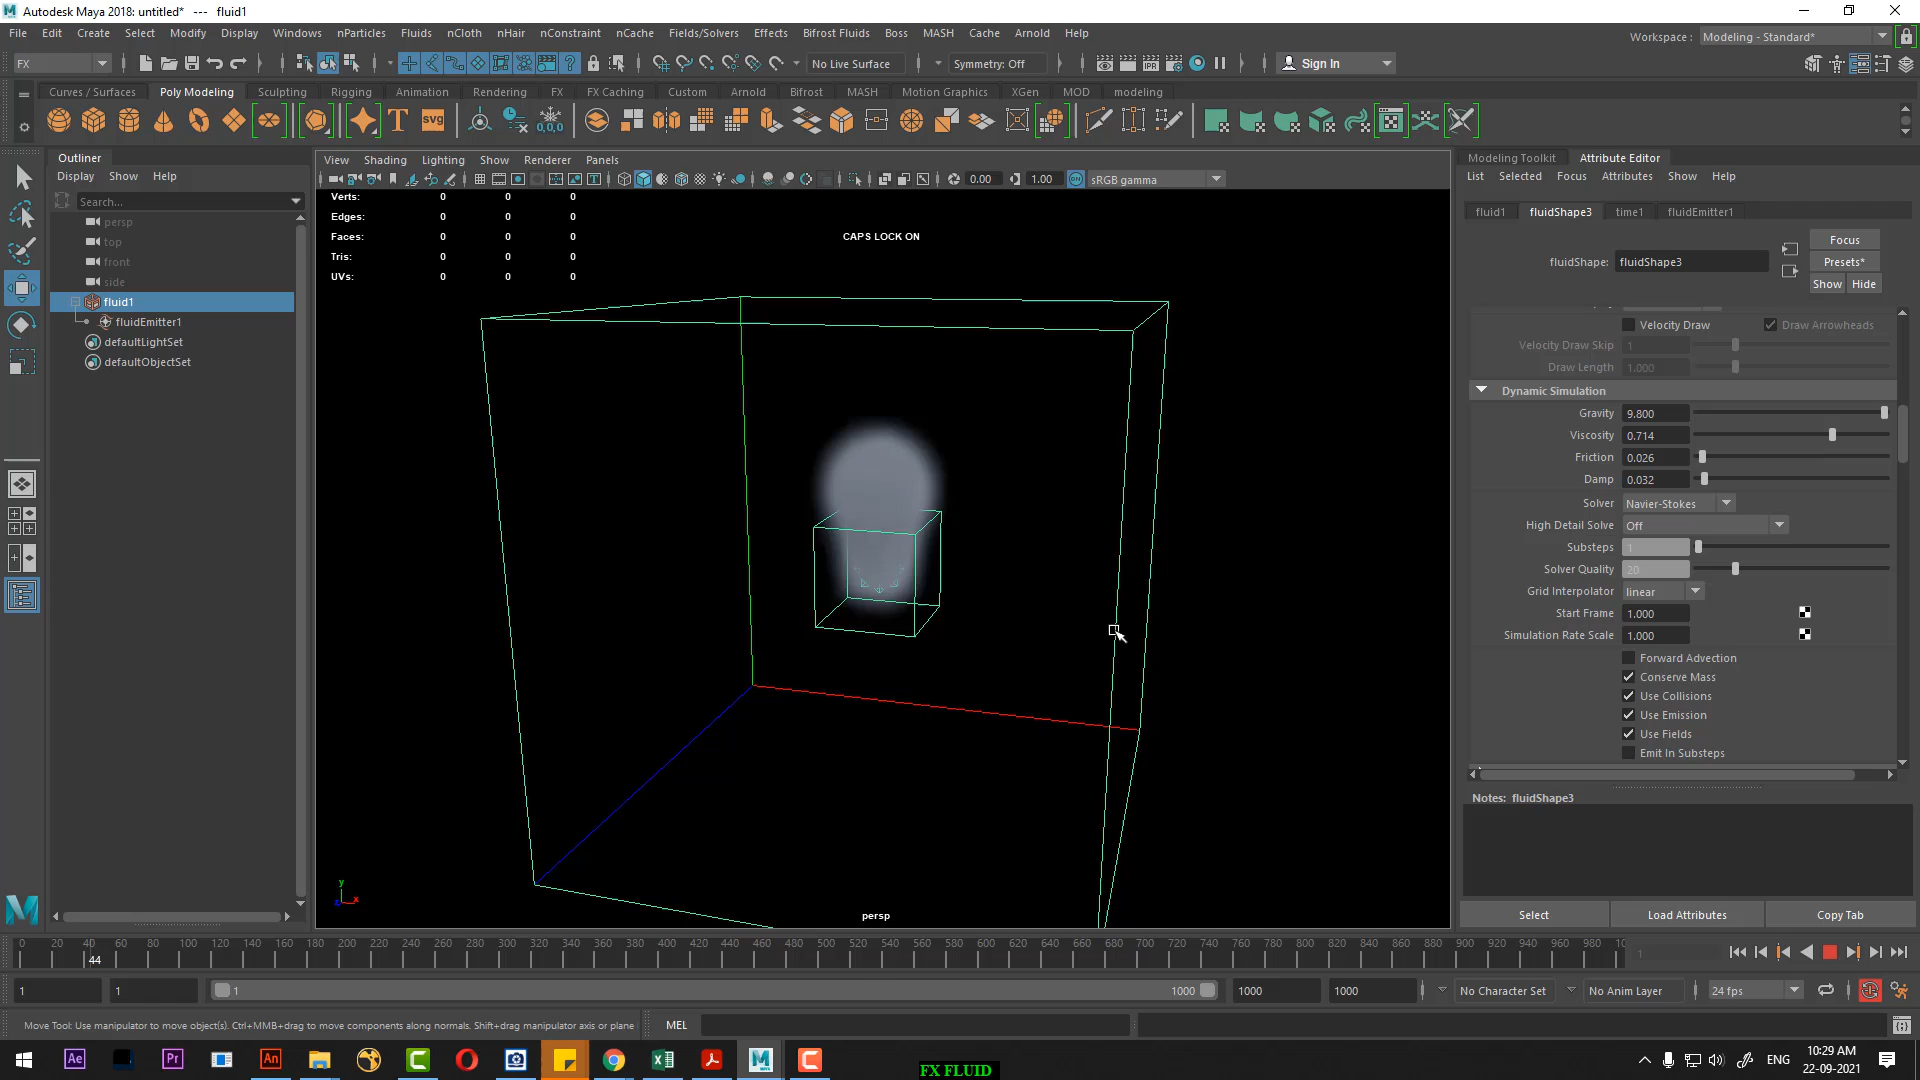 Autodesk Maya 2018: untitled*   ---   fluid1
File Edit Create Select Modify Display Windows nParticles Fluids nCloth nHair nConstraint nCache Fields/Solvers Effects Bifrost Fluids Boss MASH Cache Arnold Help
Workspace : Modeling - Standard*
FX No Live Surface Symmetry: Off Sign In
Curves / Surfaces Poly Modeling Sculpting Rigging Animation Rendering FX FX Caching Custom Arnold Bifrost MASH Motion Graphics XGen MOD modeling
Outliner
Display Show Help
Search...
persp
top
front
side
fluid1
fluidEmitter1
defaultLightSet
defaultObjectSet
View Shading Lighting Show Renderer Panels
0.00 1.00 sRGB gamma
Verts: 0 0 0
Edges: 0 0 0
Faces: 0 0 0
Tris: 0 0 0
UVs: 0 0 0
CAPS LOCK ON
persp
Modeling Toolkit Attribute Editor
List Selected Focus Attributes Show Help
fluid1 fluidShape3 time1 fluidEmitter1
fluidShape: fluidShape3
Focus
Presets*
Show Hide
Velocity Draw Draw Arrowheads
Velocity Draw Skip 1
Draw Length 1.000
Dynamic Simulation
Gravity 9.800
Viscosity 0.714
Friction 0.026
Damp 0.032
Solver Navier-Stokes
High Detail Solve Off
Substeps 1
Solver Quality 20
Grid Interpolator linear
Start Frame 1.000
Simulation Rate Scale 1.000
Forward Advection
Conserve Mass
Use Collisions
Use Emission
Use Fields
Emit In Substeps
Notes: fluidShape3
Select Load Attributes Copy Tab
0 20 40 60 80 100 120 140 160 180 200 220 240 260 280 300 320 340 360 380 400 420 440 460 480 500 520 540 560 580 600 620 640 660 680 700 720 740 760 780 800 820 840 860 880 900 920 940 960 980
44
1
1 1 1 1000 1000 1000 No Character Set No Anim Layer 24 fps
Move Tool: Use manipulator to move object(s). Ctrl+MMB+drag to move components along normals. Shift+drag manipulator axis or plane
MEL
FX FLUID
ENG
10:29 AM
22-09-2021